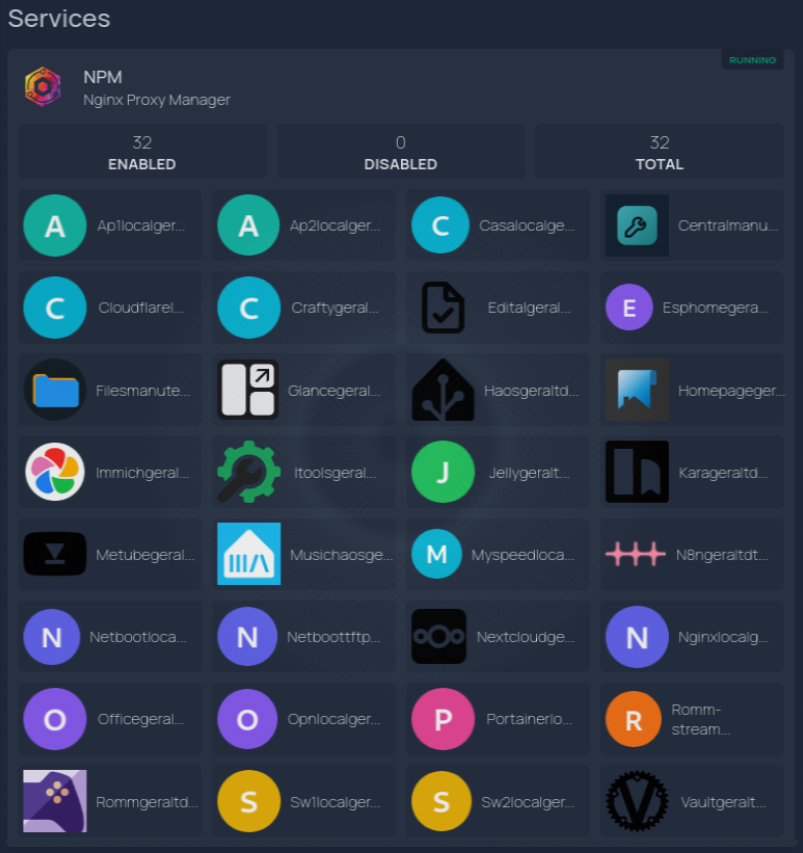 Services
RUNNING
NPM
Nginx Proxy Manager
32
ENABLED
0
DISABLED
32
TOTAL
A
Ap1localger...
A
Ap2localger...
C
Casalocalge...
Centralmanu...
C
Cloudflarel...
C
Craftygeral...
Editalgeral...
E
Esphomegera...
Filesmanute...
Glancegeral...
Haosgeraltd...
Homepageger...
Immichgeral...
Itoolsgeral...
J
Jellygeralt...
Karageraltd...
Metubegeral...
Musichaosge...
M
Myspeedloca...
N8ngeraltdt...
N
Netbootloca...
N
Netboottftp...
Nextcloudge...
N
Nginxlocalg...
O
Officegeral...
O
Opnlocalger...
P
Portainerlo...
R
Romm-
stream...
Rommgeraltd...
S
Sw1localger...
S
Sw2localger...
V
Vaultgeralt...